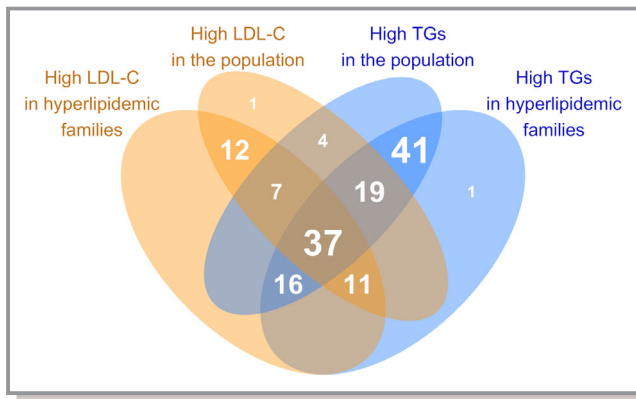 High LDL-C
in the population
High TGs
in the population
High LDL-C
in hyperlipidemic
families
High TGs
in hyperlipidemic
families
1
4
12
41
7
19
1
37
16
11